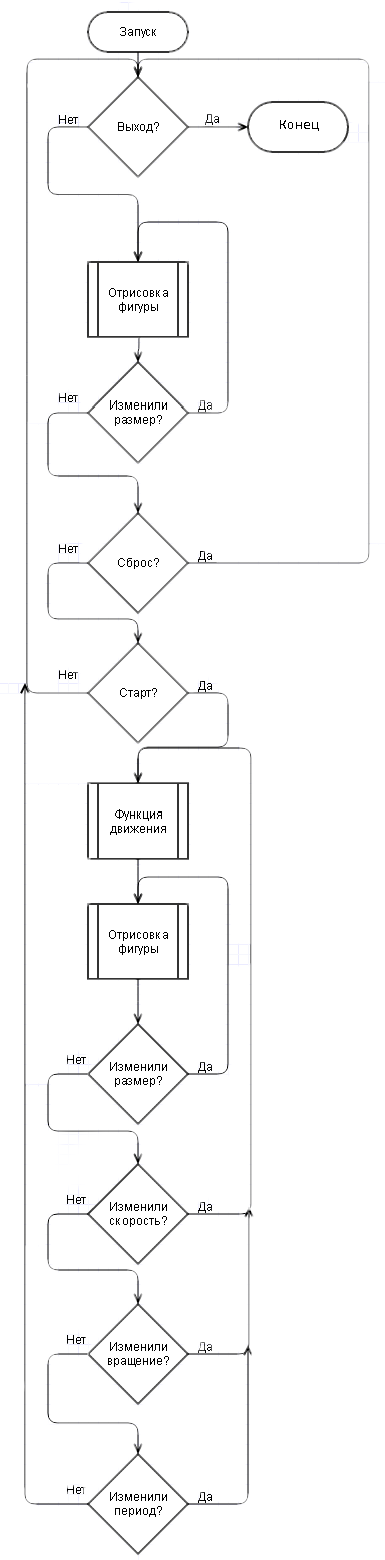 Запуск
Выход?
Нет
Да
Конец
Отрисовка
фигуры
Изменили
размер?
Нет
Да
Сброс?
Нет
Да
Старт?
Нет
Да
Функция
движения
Отрисовка
фигуры
Изменили
размер?
Нет
Да
Изменили
скорость?
Нет
Да
Изменили
вращение?
Нет
Да
Изменили
период?
Нет
Да